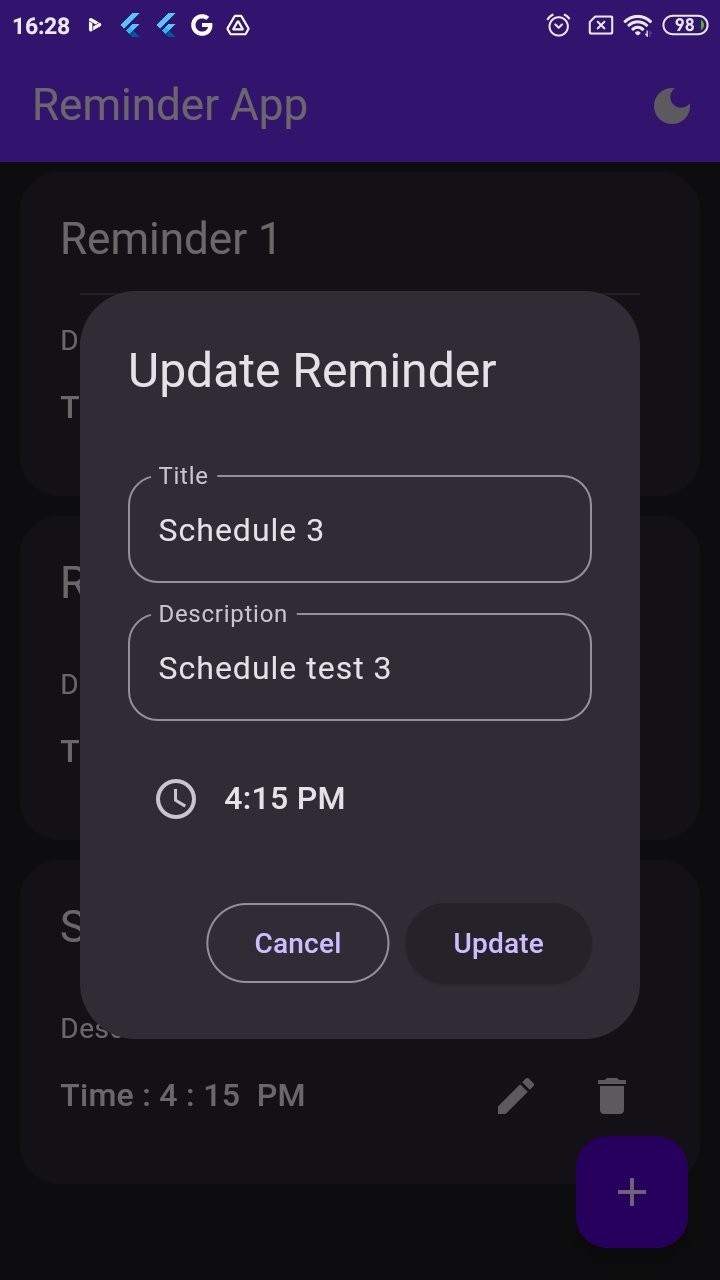 16:28
98
Reminder App
Reminder 1
Update Reminder
Title
Schedule 3
Description
Schedule test 3
4:15 PM
Cancel
Update
Time : 4 : 15 PM